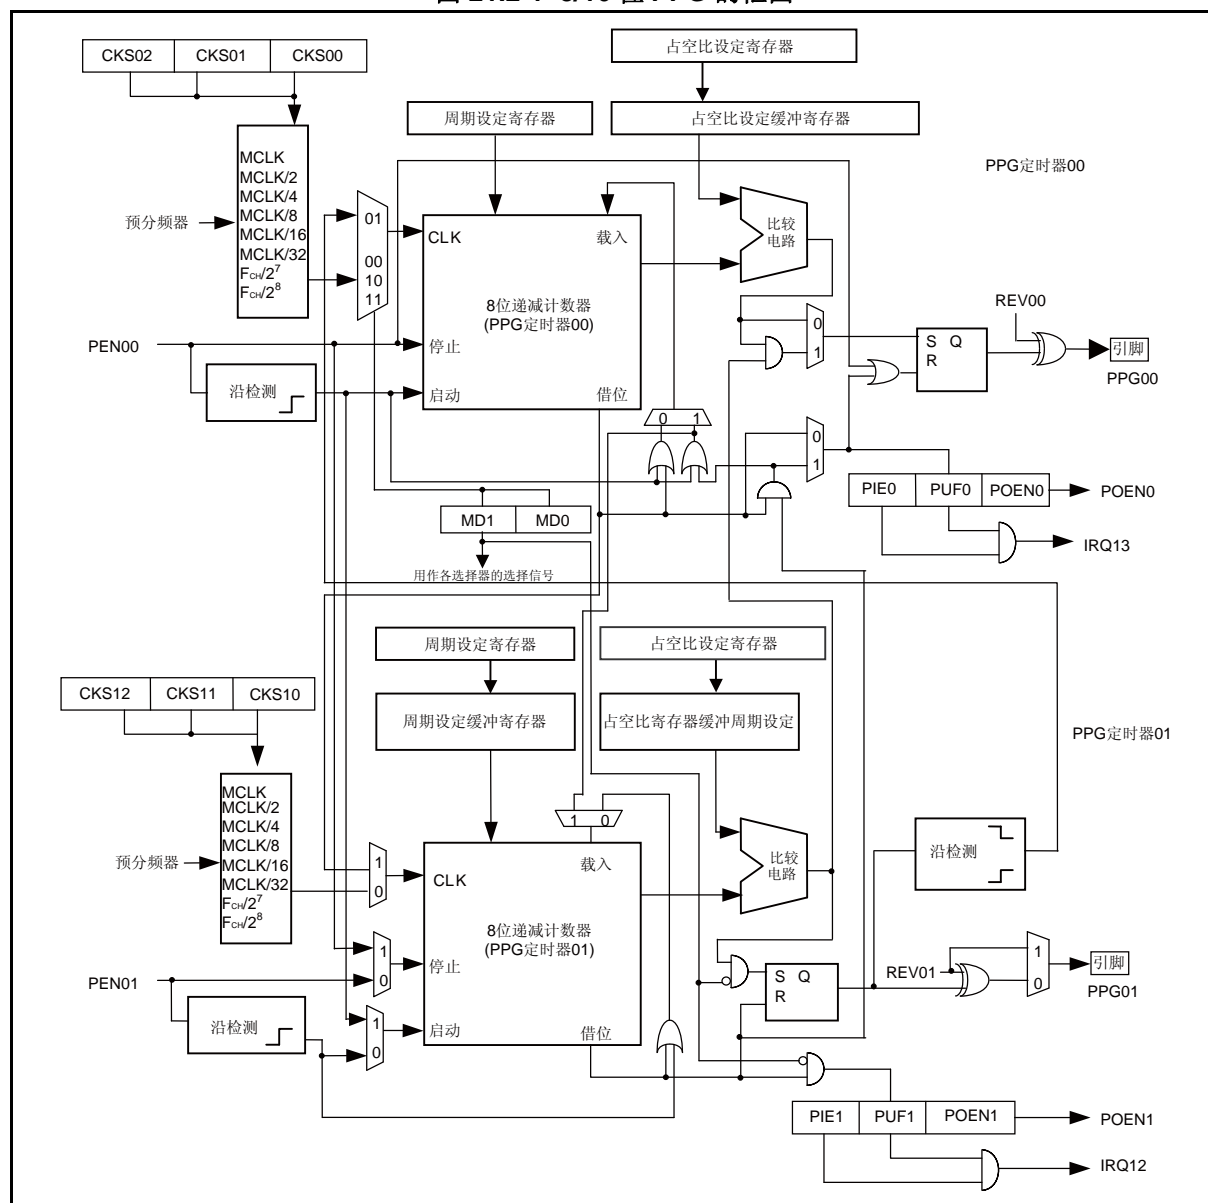 CKS02 CKS01 CKS00
占空比设定寄存器
周期设定寄存器
占空比设定缓冲寄存器
PPG定时器00
MCLK
MCLK/2
MCLK/4
MCLK/8
MCLK/16
MCLK/32
FCH/2^7
FCH/2^8
预分频器
01
00
10
11
CLK
载入
8位递减计数器
(PPG定时器00)
停止
启动
借位
比较
电路
PEN00
沿检测
0
1
S Q
R
REV00
引脚
PPG00
0 1
0
1
PIE0 PUF0 POEN0
POEN0
IRQ13
MD1 MD0
用作各选择器的选择信号
周期设定寄存器
占空比设定寄存器
CKS12 CKS11 CKS10
周期设定缓冲寄存器
占空比寄存器缓冲周期设定
PPG定时器01
MCLK
MCLK/2
MCLK/4
MCLK/8
MCLK/16
MCLK/32
FCH/2^7
FCH/2^8
预分频器
1
0
1 0
CLK
载入
8位递减计数器
(PPG定时器01)
停止
启动
借位
比较
电路
沿检测
PEN01
1
0
沿检测
1
0
S Q
R
REV01
1
0
引脚
PPG01
PIE1 PUF1 POEN1
POEN1
IRQ12